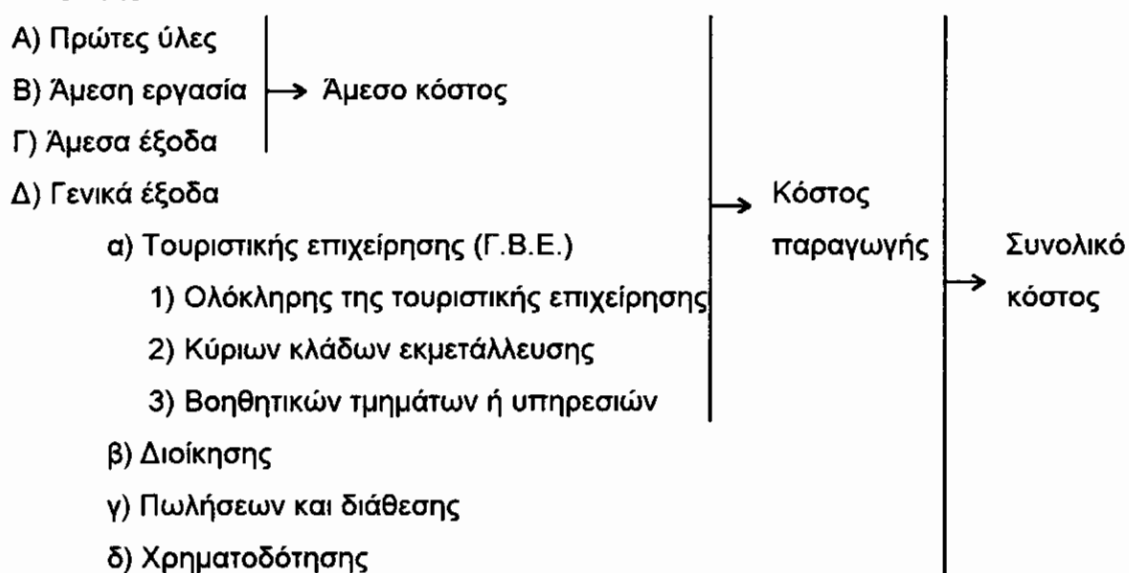 Α) Πρώτες ύλες
Β) Άμεση εργασία → Άμεσο κόστος
Γ) Άμεσα έξοδα
Δ) Γενικά έξοδα
α) Τουριστικής επιχείρησης (Γ.Β.Ε.)
1) Ολόκληρης της τουριστικής επιχείρησης
2) Κύριων κλάδων εκμετάλλευσης
3) Βοηθητικών τμημάτων ή υπηρεσιών
β) Διοίκησης
γ) Πωλήσεων και διάθεσης
δ) Χρηματοδότησης
→ Κόστος
παραγωγής
→ Συνολικό
κόστος